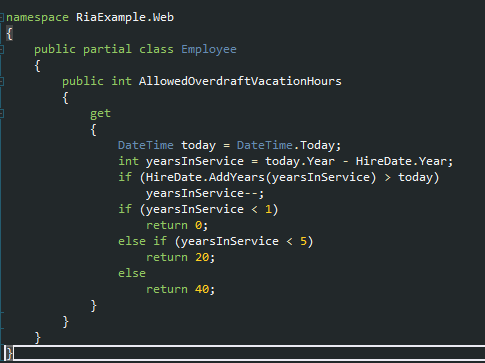 namespace RiaExample.Web
{
    public partial class Employee
    {
        public int AllowedOverdraftVacationHours
        {
            get
            {
                DateTime today = DateTime.Today;
                int yearsInService = today.Year - HireDate.Year;
                if (HireDate.AddYears(yearsInService) > today)
                    yearsInService--;
                if (yearsInService < 1)
                    return 0;
                else if (yearsInService < 5)
                    return 20;
                else
                    return 40;
            }
        }
    }
}